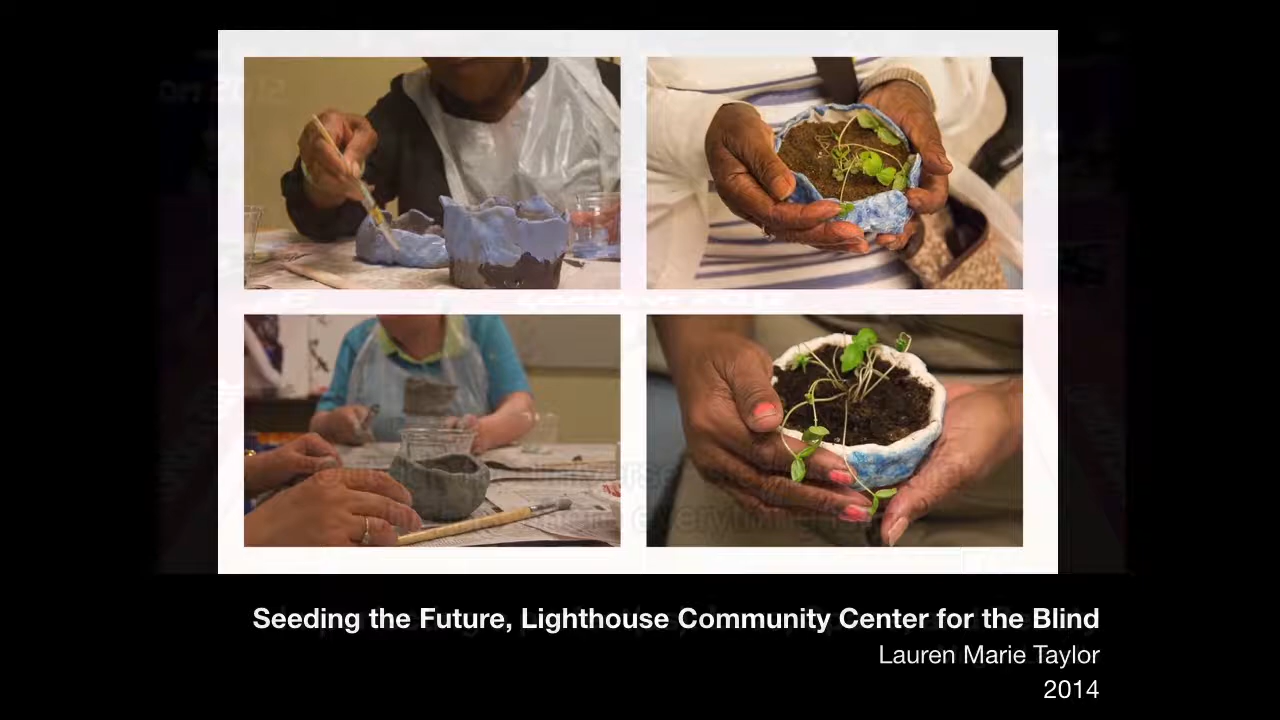 Seeding the Future, Lighthouse Community Center for the Blind
Lauren Marie Taylor
2014